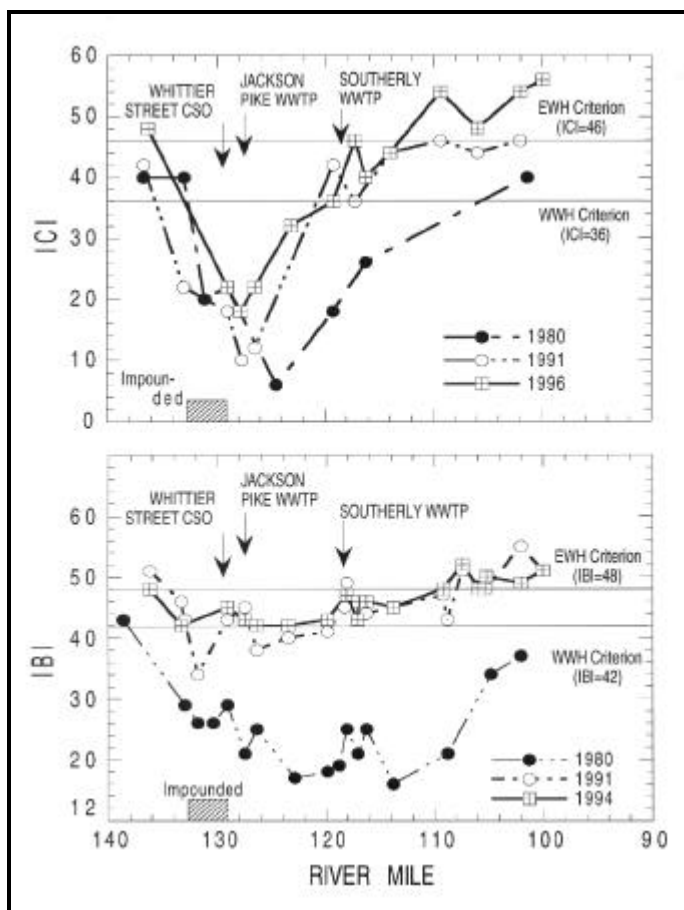 60
50
40
30
20
10
0
ICI
WHITTIER
STREET CSO
JACKSON
PIKE WWTP
SOUTHERLY
WWTP
EWH Criterion
(ICI=46)
WWH Criterion
(ICI=36)
1980
1991
1996
Impoun-
ded
60
50
40
30
20
12
IBI
WHITTIER
STREET CSO
JACKSON
PIKE WWTP
SOUTHERLY WWTP
EWH Criterion
(IBI=48)
WWH Criterion
(IBI=42)
1980
1991
1994
Impounded
140 130 120 110 100 90
RIVER MILE